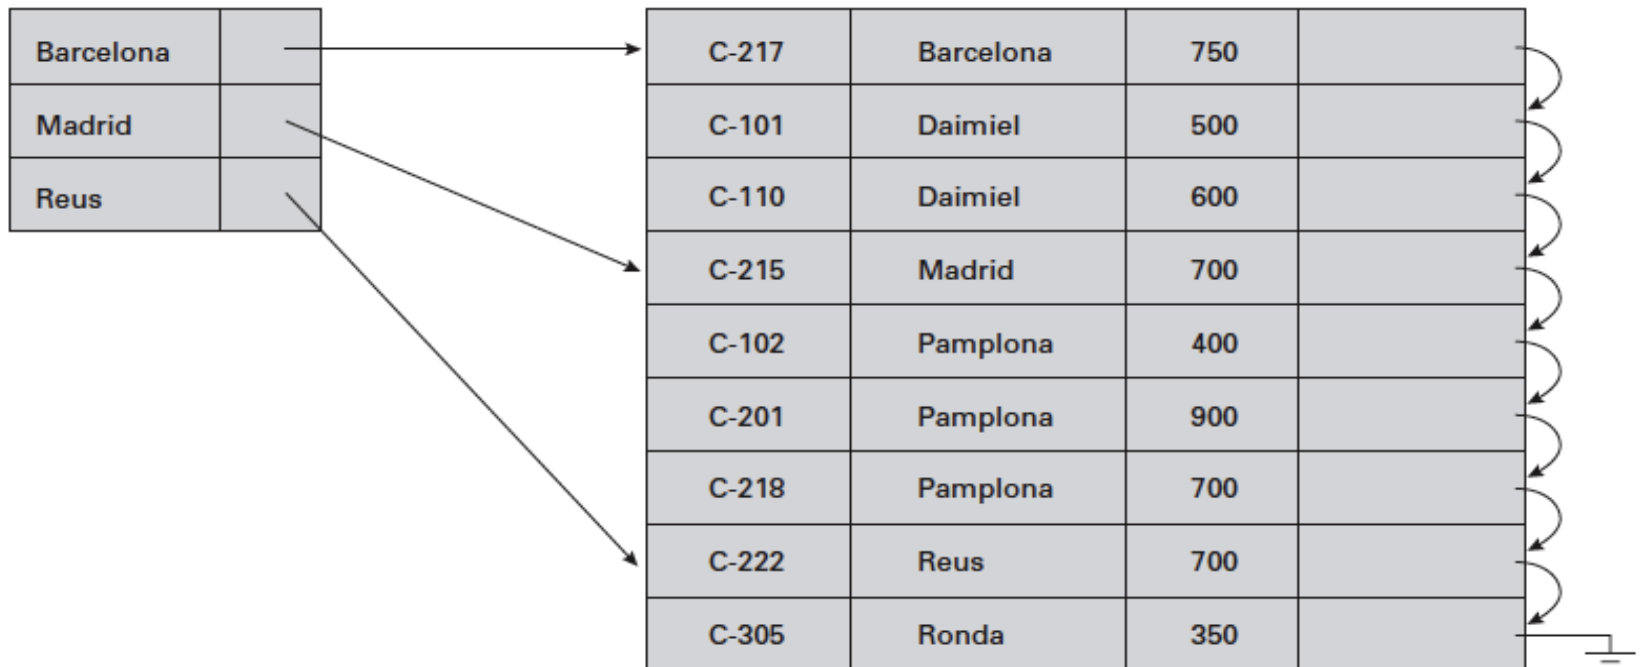 Barcelona
Madrid
Reus
C-217 Barcelona 750
C-101 Daimiel 500
C-110 Daimiel 600
C-215 Madrid 700
C-102 Pamplona 400
C-201 Pamplona 900
C-218 Pamplona 700
C-222 Reus 700
C-305 Ronda 350